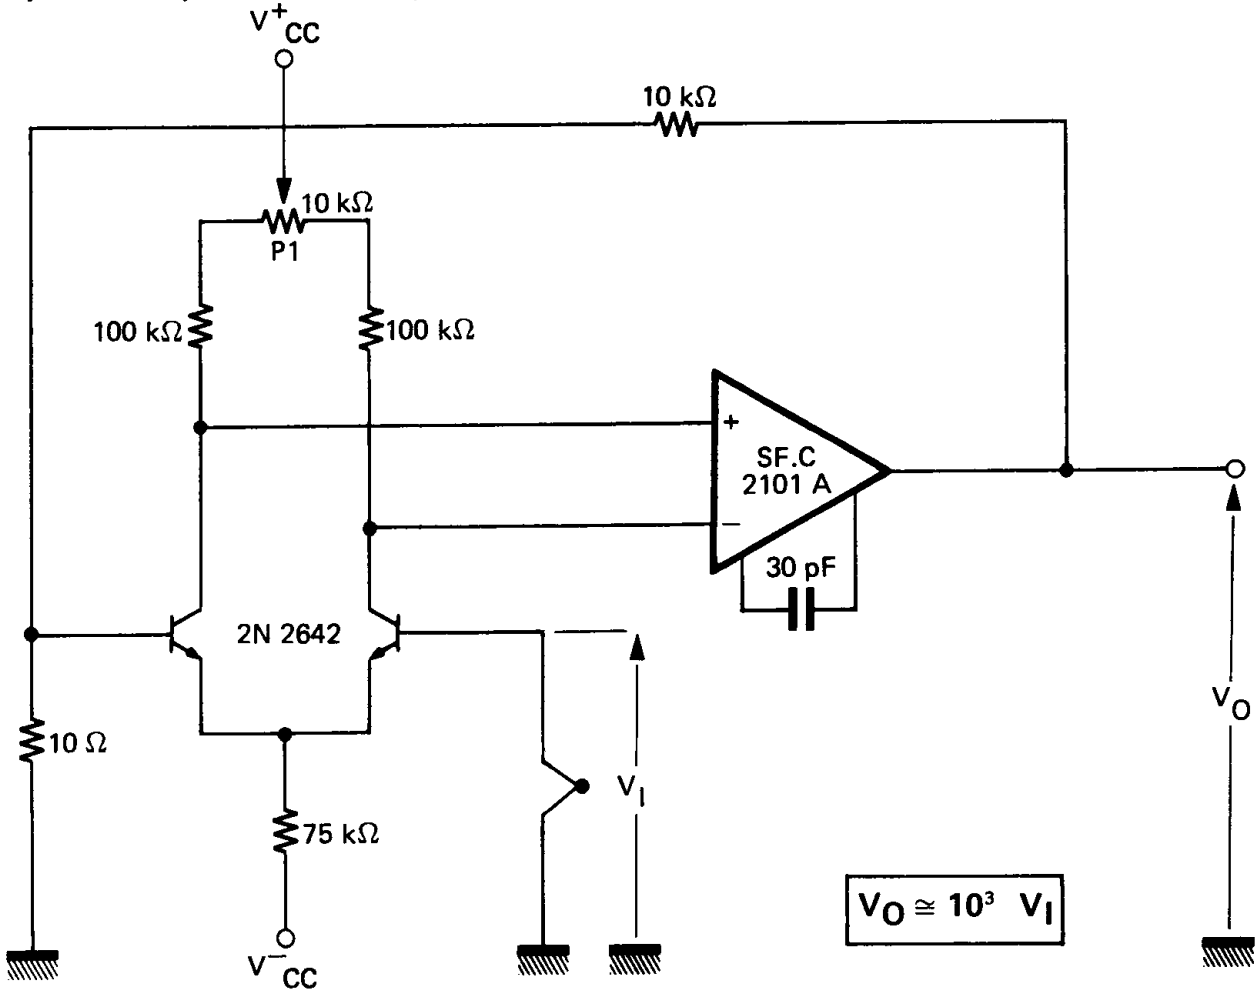 V+CC
10 kΩ
10 kΩ
P1
100 kΩ
100 kΩ
+
SF.C
2101 A
−
30 pF
2N 2642
10 Ω
VI
VO
75 kΩ
VO ≅ 10³ VI
V−CC